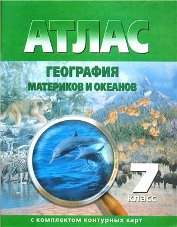 АТЛАС
ГЕОГРАФИЯ
МАТЕРИКОВ И ОКЕАНОВ
7
класс
С КОМПЛЕКТОМ КОНТУРНЫХ КАРТ